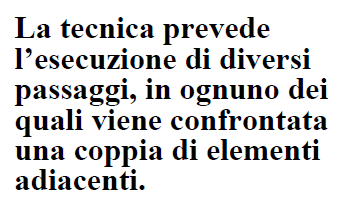 La tecnica prevede
l’esecuzione di diversi
passaggi, in ognuno dei
quali viene confrontata
una coppia di elementi
adiacenti.